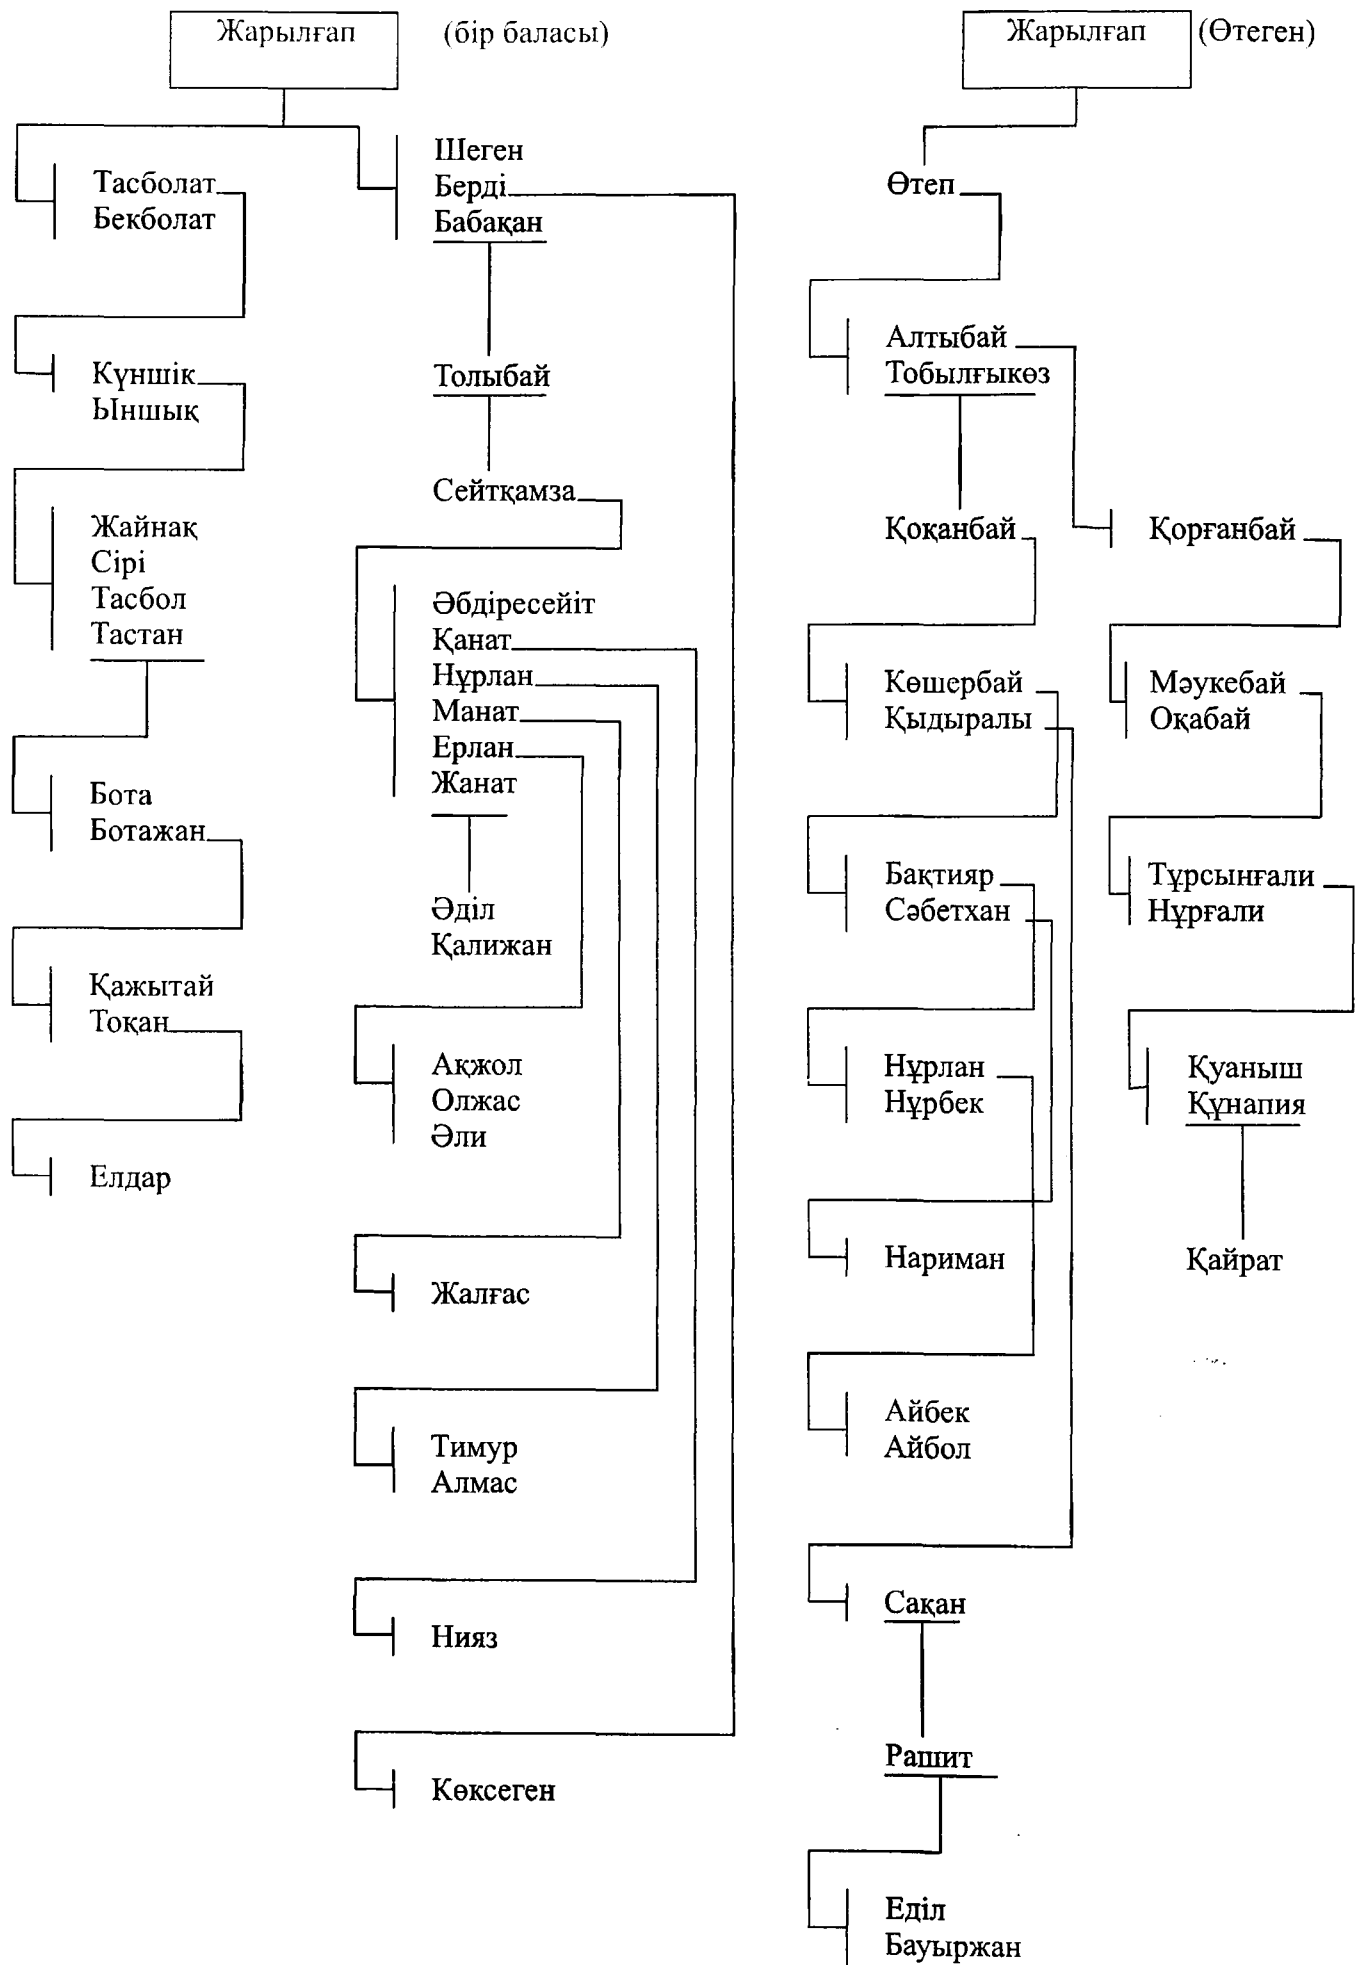 Жарылғап (бір баласы)
Тасболат
Бекболат
Күншік
Ыншық
Жайнақ
Сірі
Тасбол
Тастан
Бота
Ботажан
Қажытай
Тоқан
Елдар
Шеген
Берді
Бабақан
Толыбай
Сейтқамза
Әбдіресейіт
Қанат
Нұрлан
Манат
Ерлан
Жанат
Әділ
Қалижан
Ақжол
Олжас
Әли
Жалғас
Тимур
Алмас
Нияз
Көксеген
Жарылғап (Өтеген)
Өтеп
Алтыбай
Тобылғыкөз
Қоқанбай
Көшербай
Қыдыралы
Бақтияр
Сәбетхан
Нұрлан
Нұрбек
Нариман
Айбек
Айбол
Сақан
Рашит
Еділ
Бауыржан
Қорғанбай
Мәукебай
Оқабай
Тұрсынғали
Нұрғали
Қуаныш
Құнапия
Қайрат